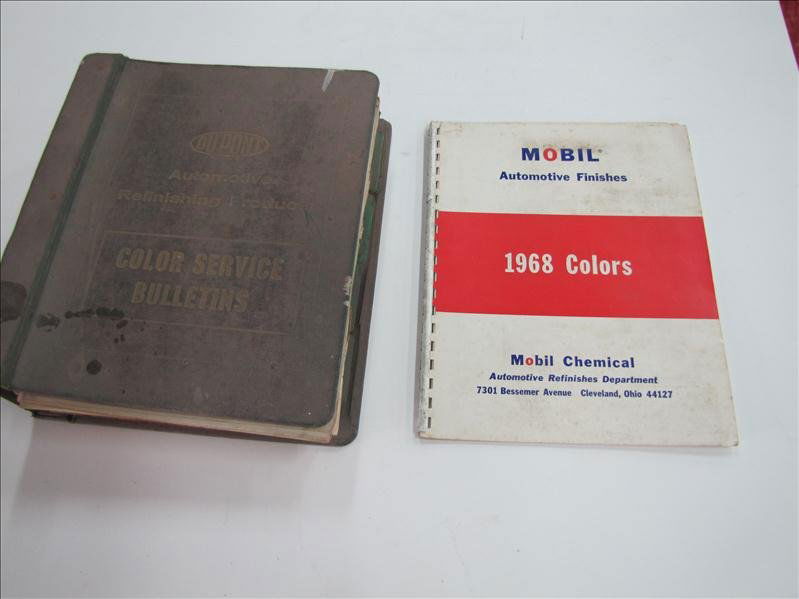 DUPONT
Automotive
Refinishing Produc
COLOR SERVICE
BULLETINS
MOBIL®
Automotive Finishes
1968 Colors
Mobil Chemical
Automotive Refinishes Department
7301 Bessemer Avenue Cleveland, Ohio 44127